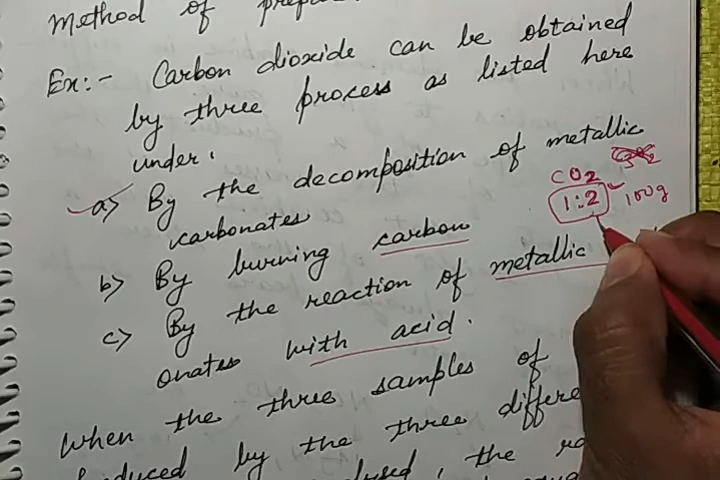 Method of
Ex:- Carbon dioxide can be obtained
by three process as listed here
under.
a> By the decomposition of metallic
carbonates
CO2
1:2
100g
b> By burning carbon
c> By the reaction of metallic
onates with acid.
When the three samples of
by the three
the